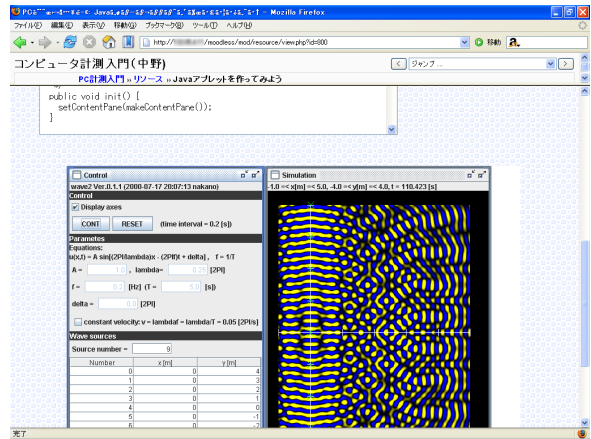 Mozilla Firefox
ファイル(F) 編集(E) 表示(V) 移動(G) ブックマーク(B) ツール(T) ヘルプ(H)
http:// /moodless/mod/resource/view.php?id=800
移動
コンピュータ計測入門(中野)
ジャンプ...
PC計測入門 » リソース » Javaアプレットを作ってみよう
public void init() {
setContentPane(makeContentPane());
}
Control
wave2 Ver.0.1.1 (2000-07-17 20:07:13 nakano)
Control
Display axes
CONT RESET (time interval = 0.2 [s])
Parametes
Equations:
u(x,t) = A sin[(2PI/lambda)x - (2PIf)t + delta] , f = 1/T
A = 1.0 , lambda= 0.25 [2PI]
f = 0.2 [Hz] (T = 5.0 [s])
delta = 0.0 [2PI]
constant velocity: v = lambdaf = lambda/T = 0.05 [2PI/s]
Wave sources
Source number = 9
Number x [m] y [m]
0 0 4
1 0 3
2 0 2
3 0 1
4 0 0
5 0 -1
6 0 -2
Simulation
-1.0 =< x[m] =< 5.0, -4.0 =< y[m] =< 4.0, t = 110.423 [s]
完了